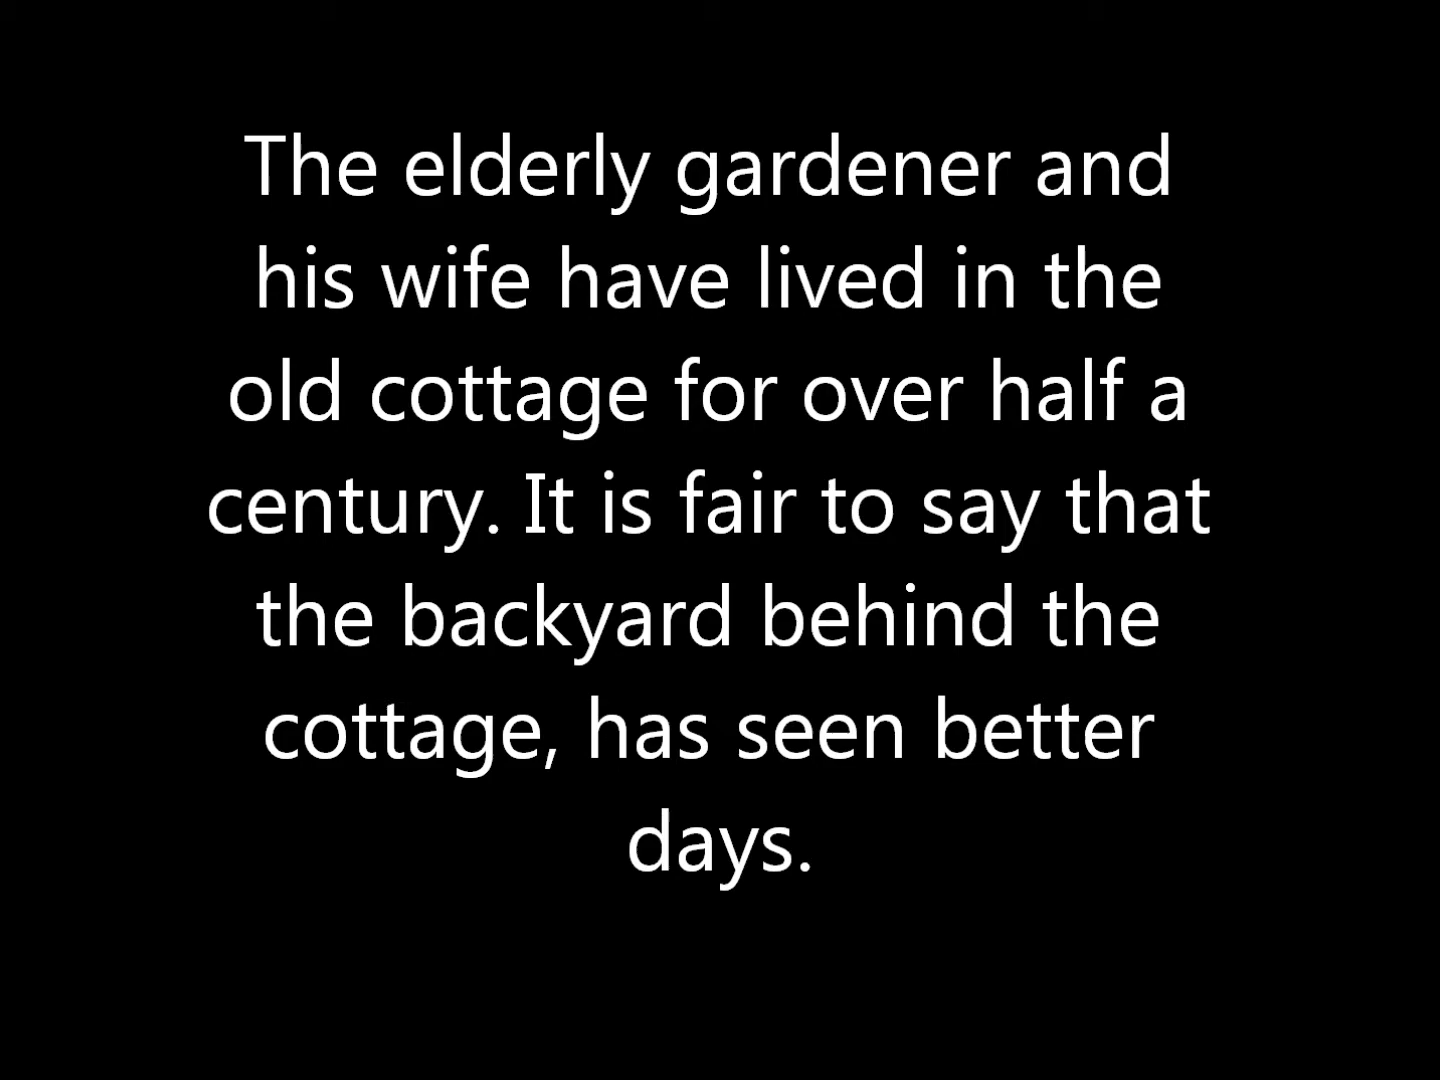 The elderly gardener and
his wife have lived in the
old cottage for over half a
century. It is fair to say that
the backyard behind the
cottage, has seen better
days.